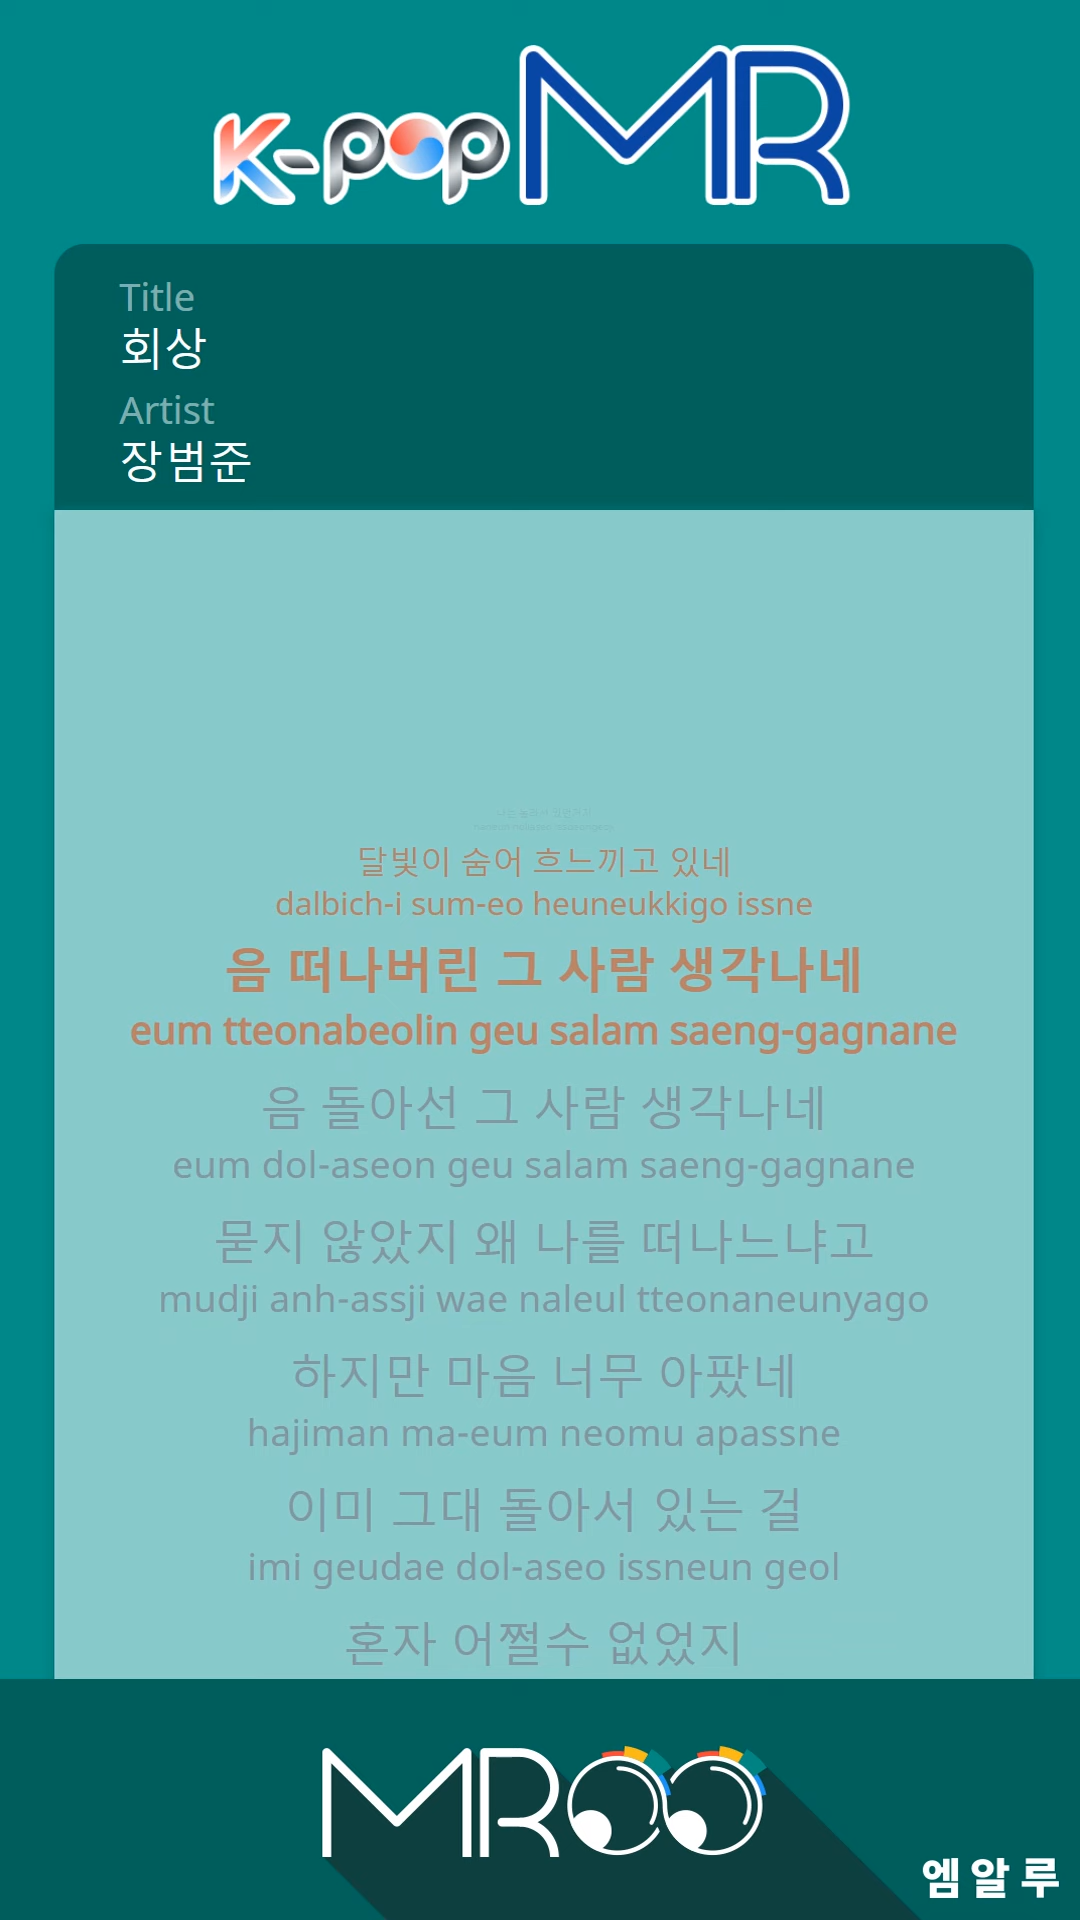 K-pop MR
Title
회상
Artist
장범준
달빛이 숨어 흐느끼고 있네
dalbich-i sum-eo heuneukkigo issne
음 떠나버린 그 사람 생각나네
eum tteonabeolin geu salam saeng-gagnane
음 돌아선 그 사람 생각나네
eum dol-aseon geu salam saeng-gagnane
묻지 않았지 왜 나를 떠나느냐고
mudji anh-assji wae naleul tteonaneunyago
하지만 마음 너무 아팠네
hajiman ma-eum neomu apassne
이미 그대 돌아서 있는 걸
imi geudae dol-aseo issneun geol
혼자 어쩔수 없었지
MROO
엠알루